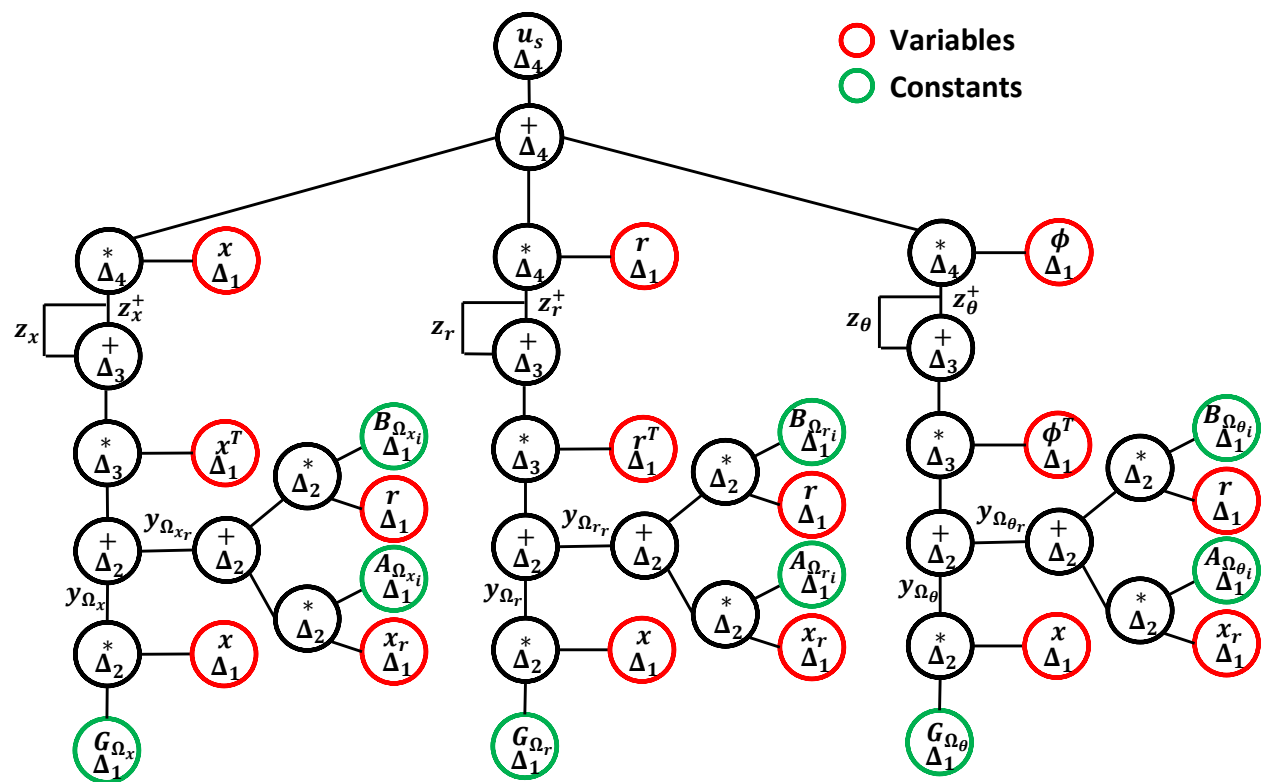 u_s
Δ_4
Variables
Constants
+
Δ_4
*
Δ_4
x
Δ_1
*
Δ_4
r
Δ_1
*
Δ_4
ϕ
Δ_1
z_x
z_x^+
z_r
z_r^+
z_θ
z_θ^+
+
Δ_3
+
Δ_3
+
Δ_3
*
Δ_3
x^T
Δ_1
*
Δ_2
B_{Ω_{x_i}}
Δ_1
r
Δ_1
*
Δ_3
r^T
Δ_1
*
Δ_2
B_{Ω_{r_i}}
Δ_1
r
Δ_1
*
Δ_3
ϕ^T
Δ_1
*
Δ_2
B_{Ω_{θ_i}}
Δ_1
r
Δ_1
+
Δ_2
y_{Ω_{x_r}}
+
Δ_2
A_{Ω_{x_i}}
Δ_1
+
Δ_2
y_{Ω_{r_r}}
+
Δ_2
A_{Ω_{r_i}}
Δ_1
+
Δ_2
y_{Ω_{θ_r}}
+
Δ_2
A_{Ω_{θ_i}}
Δ_1
y_{Ω_x}
*
Δ_2
x_r
Δ_1
y_{Ω_r}
*
Δ_2
x_r
Δ_1
y_{Ω_θ}
*
Δ_2
x_r
Δ_1
*
Δ_2
x
Δ_1
*
Δ_2
x
Δ_1
*
Δ_2
x
Δ_1
G_{Ω_x}
Δ_1
G_{Ω_r}
Δ_1
G_{Ω_θ}
Δ_1